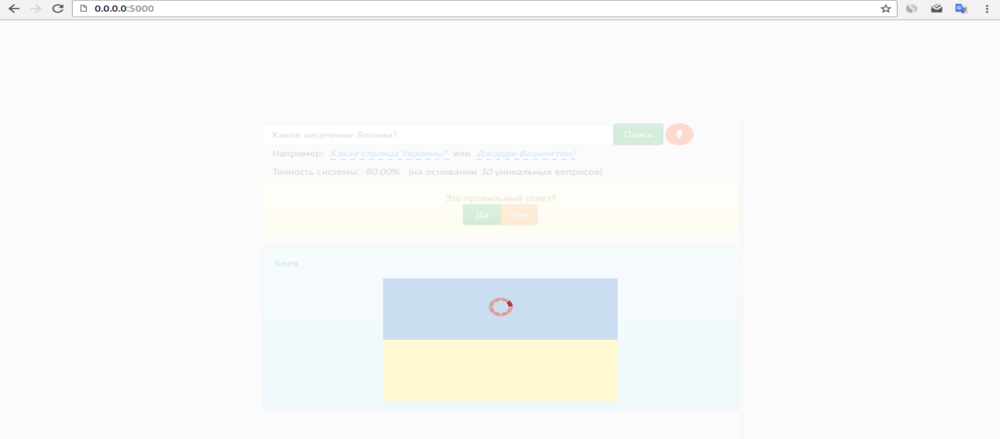 0.0.0.0:5000
Какое население Японии? Поиск
Например: Какая столица Украины? или Джордж Вашингтон?
Точность системы: 80.00% (на основании 30 уникальных вопросов)
Это правильный ответ?
Да Нет
Киев